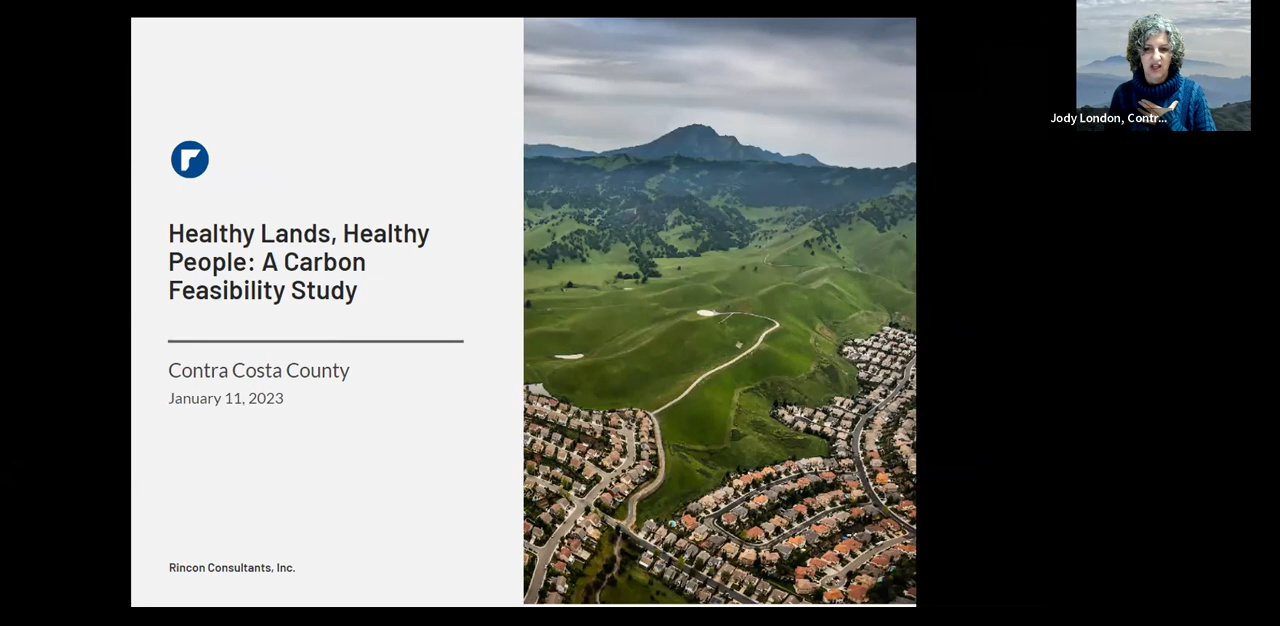 Healthy Lands, Healthy
People: A Carbon
Feasibility Study
Contra Costa County
January 11, 2023
Rincon Consultants, Inc.
Jody London, Contr...